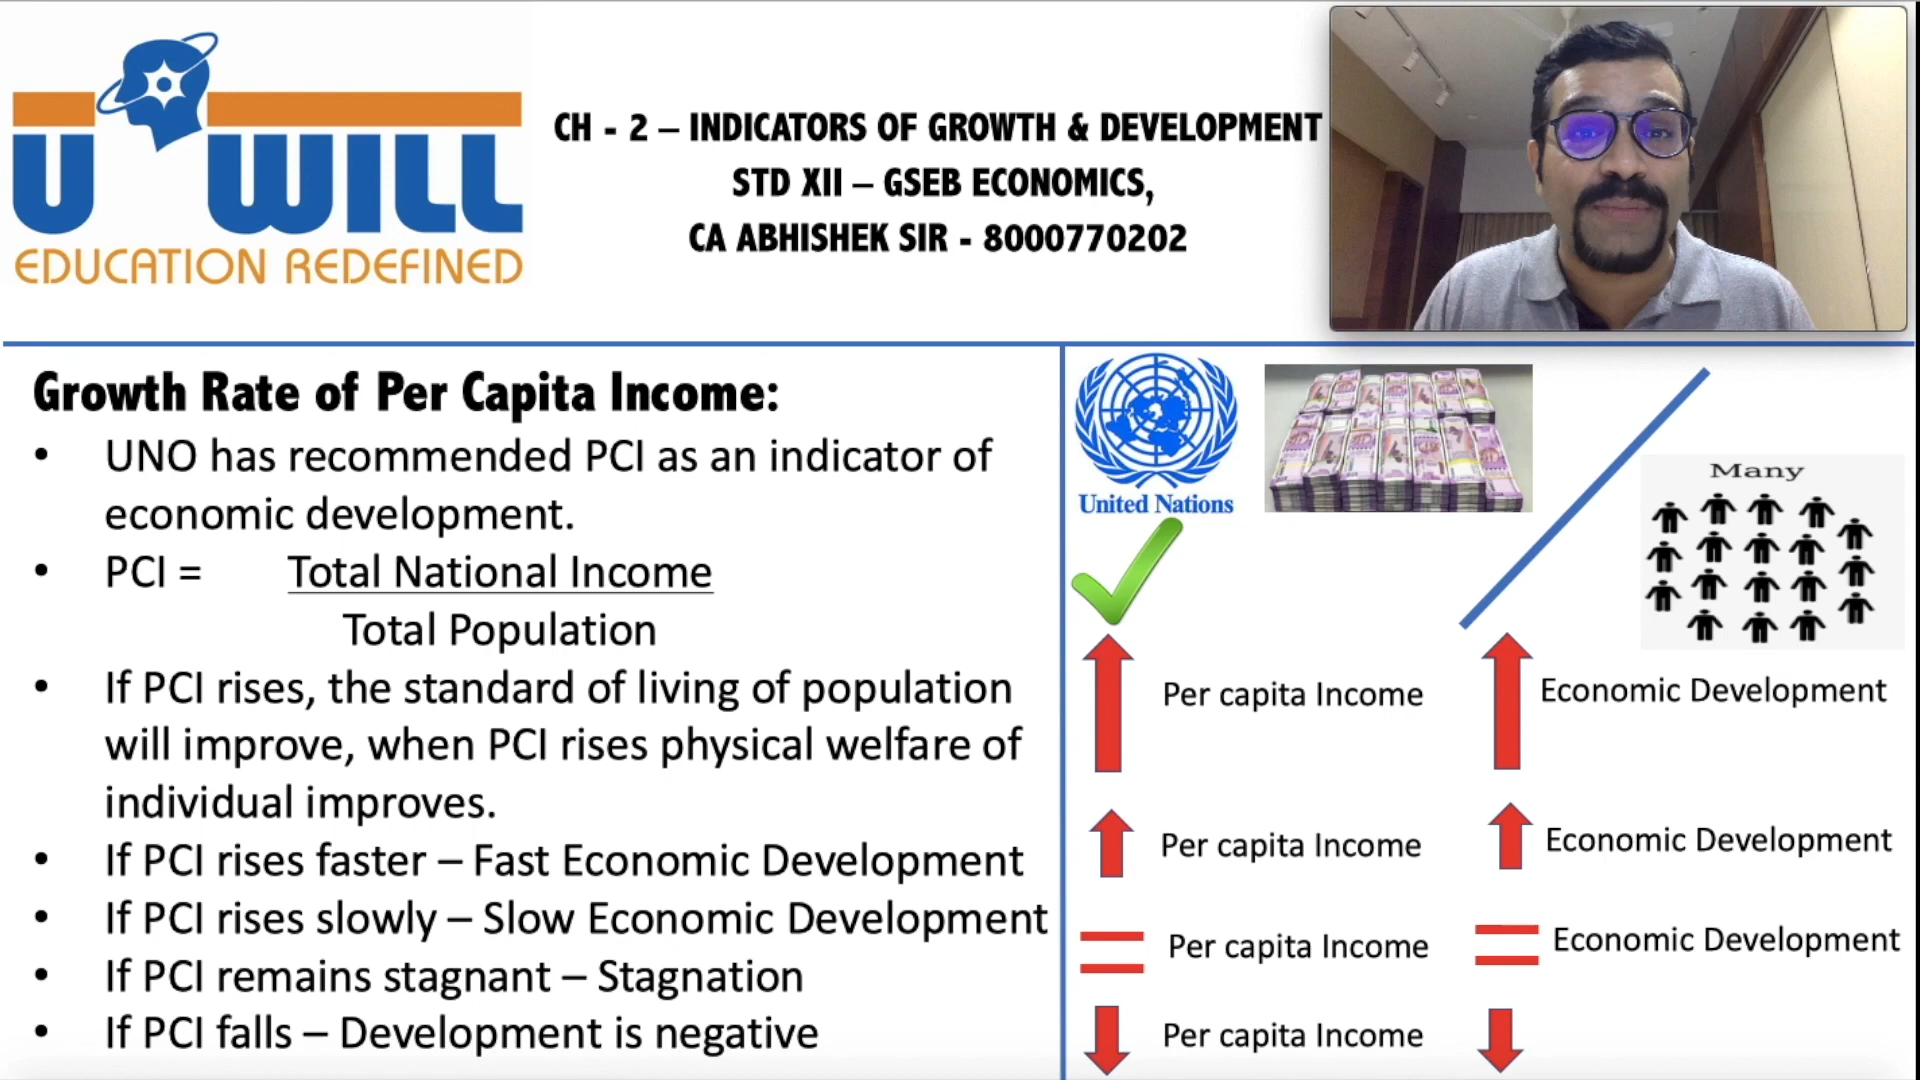 U WILL
EDUCATION REDEFINED
CH - 2 – INDICATORS OF GROWTH & DEVELOPMENT
STD XII – GSEB ECONOMICS,
CA ABHISHEK SIR - 8000770202
Growth Rate of Per Capita Income:
• UNO has recommended PCI as an indicator of
economic development.
• PCI = Total National Income
Total Population
• If PCI rises, the standard of living of population
will improve, when PCI rises physical welfare of
individual improves.
• If PCI rises faster – Fast Economic Development
• If PCI rises slowly – Slow Economic Development
• If PCI remains stagnant – Stagnation
• If PCI falls – Development is negative
United Nations
Many
Per capita Income
Economic Development
Per capita Income
Economic Development
Per capita Income
Economic Development
Per capita Income